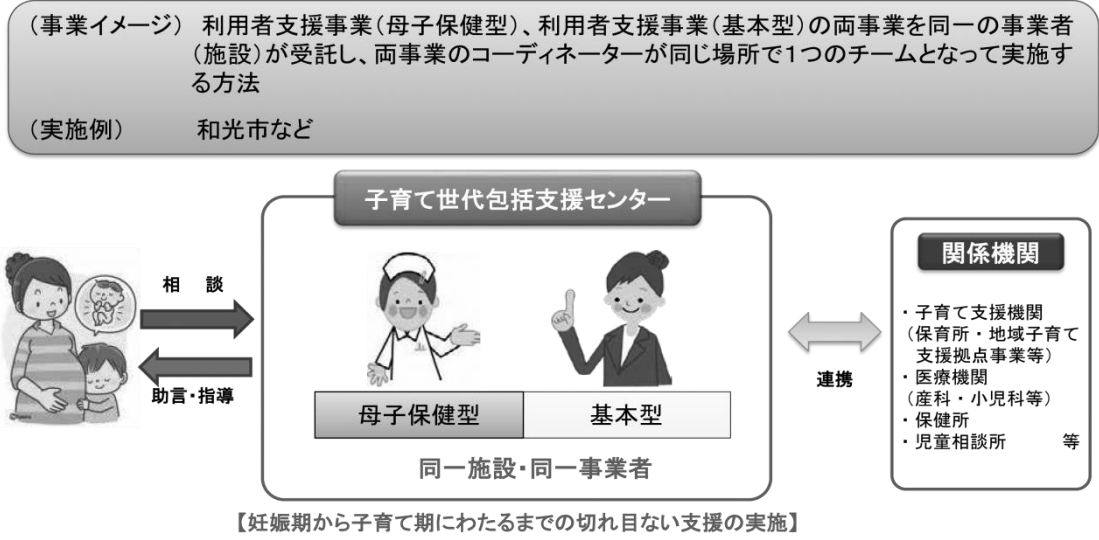 (事業イメージ) 利用者支援事業(母子保健型)、利用者支援事業(基本型)の両事業を同一の事業者
(施設)が受託し、両事業のコーディネーターが同じ場所で1つのチームとなって実施す
る方法
(実施例) 和光市など
子育て世代包括支援センター
相 談
助言・指導
母子保健型
基本型
同一施設・同一事業者
連携
関係機関
・子育て支援機関
(保育所・地域子育て
支援拠点事業等)
・医療機関
(産科・小児科等)
・保健所
・児童相談所 等
【妊娠期から子育て期にわたるまでの切れ目ない支援の実施】